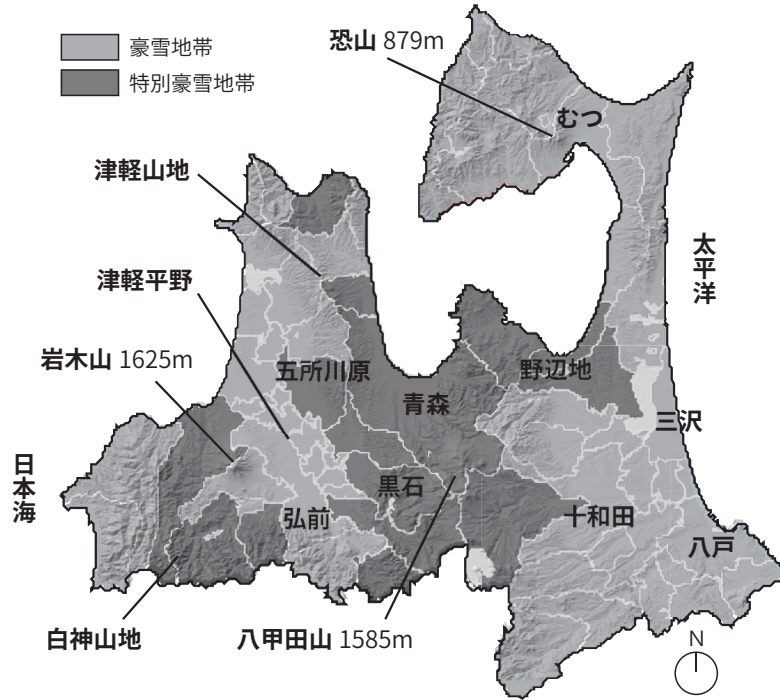 豪雪地帯
特別豪雪地帯
恐山 879m
むつ
津軽山地
太平洋
津軽平野
岩木山 1625m
五所川原
野辺地
青森
三沢
日本海
黒石
弘前
十和田
八戸
白神山地
八甲田山 1585m
N